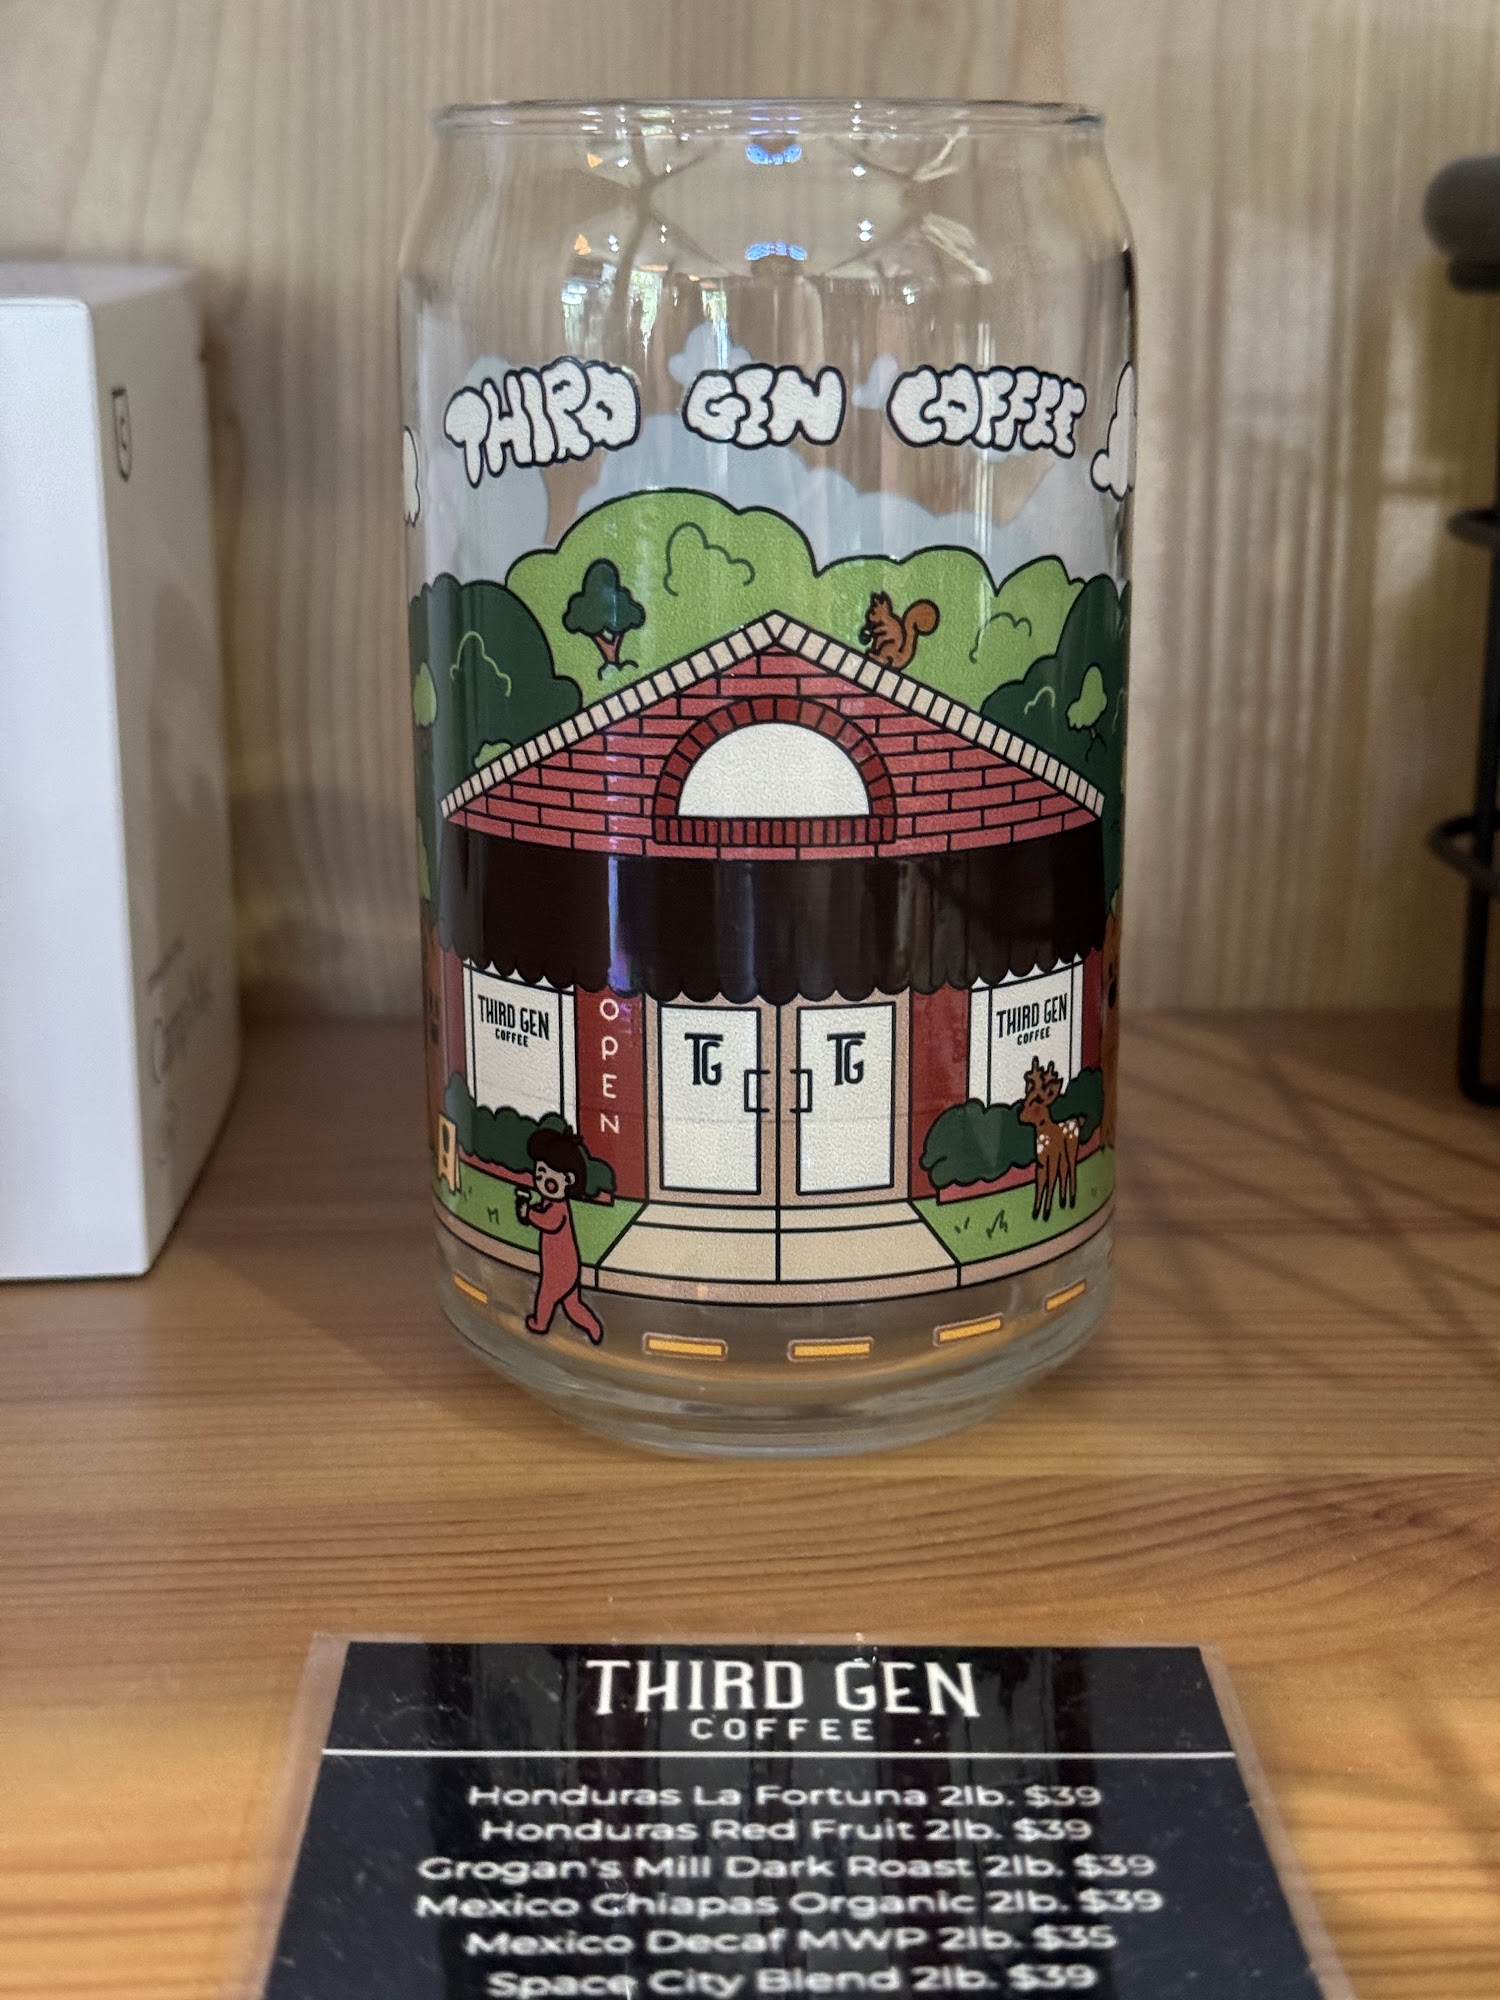 THIRD GEN COFFEE
THIRD GEN
COFFEE
OPEN
TG
TG
THIRD GEN
COFFEE
THIRD GEN
COFFEE
Honduras La Fortuna 2lb. $39
Honduras Red Fruit 2lb. $39
Grogan's Mill Dark Roast 2lb. $39
Mexico Chiapas Organic 2lb. $39
Mexico Decaf MWP 2lb. $35
Space City Blend 2lb. $39